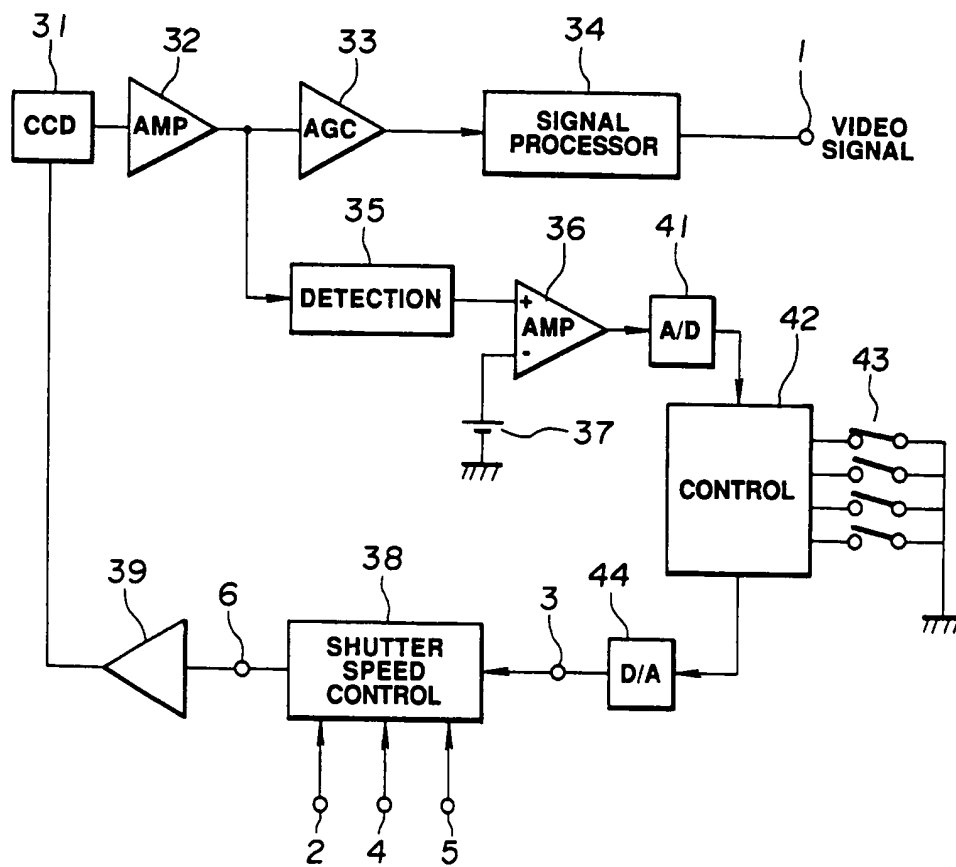 31
32
33
34
1
CCD
AMP
AGC
SIGNAL
PROCESSOR
VIDEO
SIGNAL
35
36
41
42
43
DETECTION
+
AMP
-
A/D
37
CONTROL
39
6
38
3
44
SHUTTER
SPEED
CONTROL
D/A
2
4
5